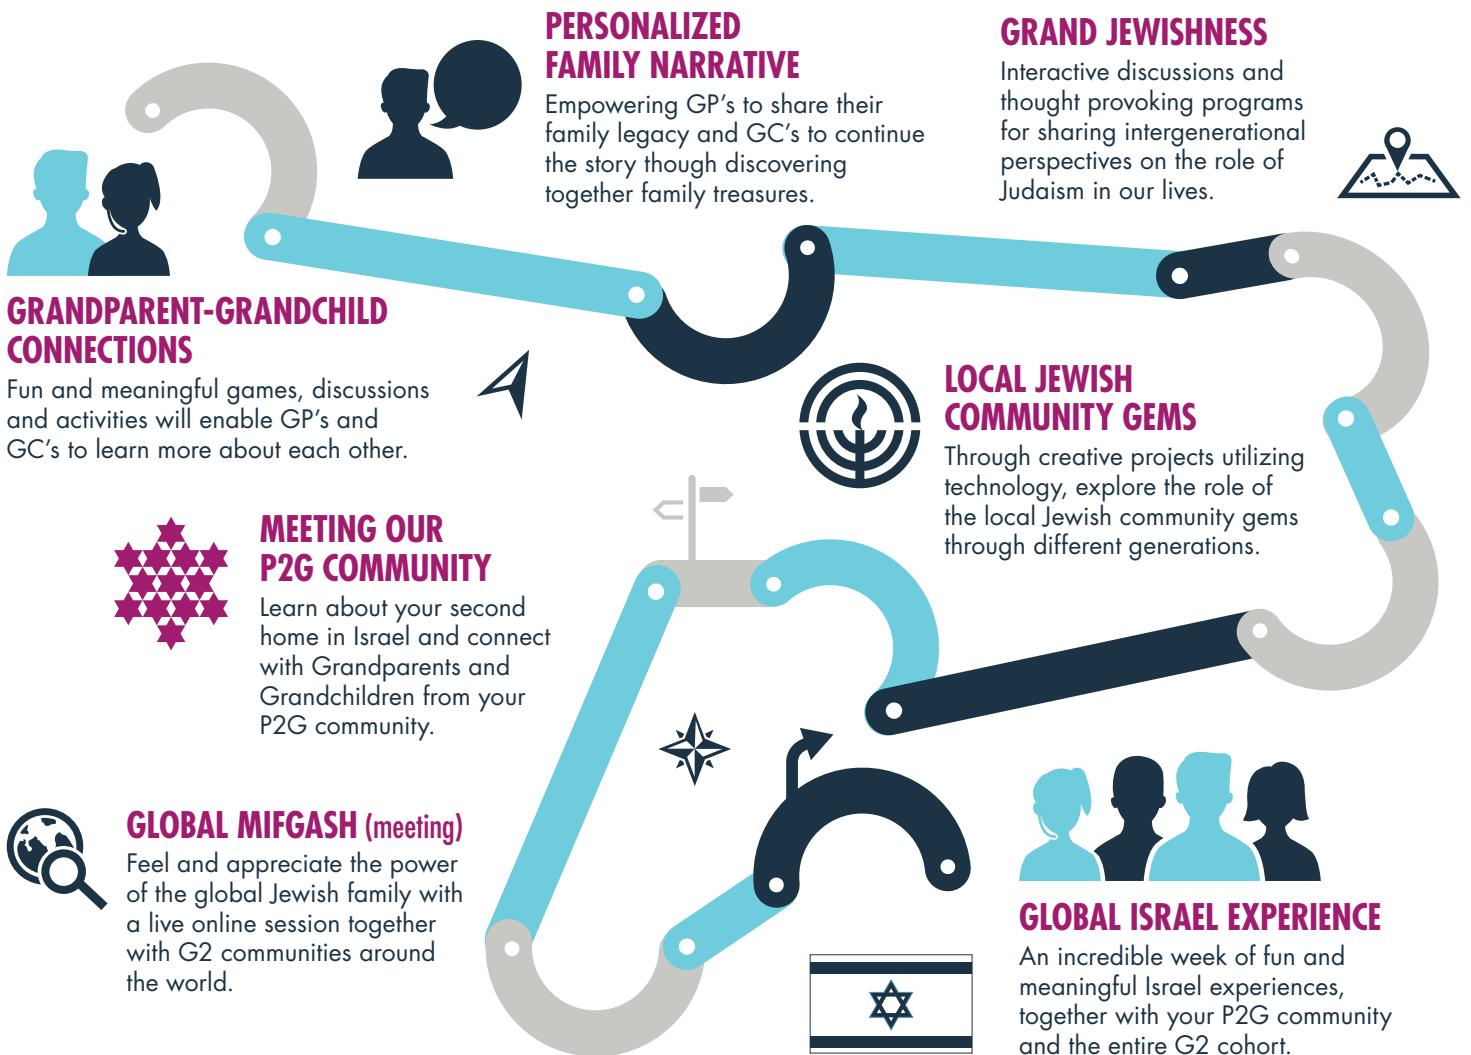 GRANDPARENT-GRANDCHILD
CONNECTIONS
Fun and meaningful games, discussions
and activities will enable GP's and
GC's to learn more about each other.
PERSONALIZED
FAMILY NARRATIVE
Empowering GP's to share their
family legacy and GC's to continue
the story though discovering
together family treasures.
GRAND JEWISHNESS
Interactive discussions and
thought provoking programs
for sharing intergenerational
perspectives on the role of
Judaism in our lives.
LOCAL JEWISH
COMMUNITY GEMS
Through creative projects utilizing
technology, explore the role of
the local Jewish community gems
through different generations.
MEETING OUR
P2G COMMUNITY
Learn about your second
home in Israel and connect
with Grandparents and
Grandchildren from your
P2G community.
GLOBAL MIFGASH (meeting)
Feel and appreciate the power
of the global Jewish family with
a live online session together
with G2 communities around
the world.
GLOBAL ISRAEL EXPERIENCE
An incredible week of fun and
meaningful Israel experiences,
together with your P2G community
and the entire G2 cohort.